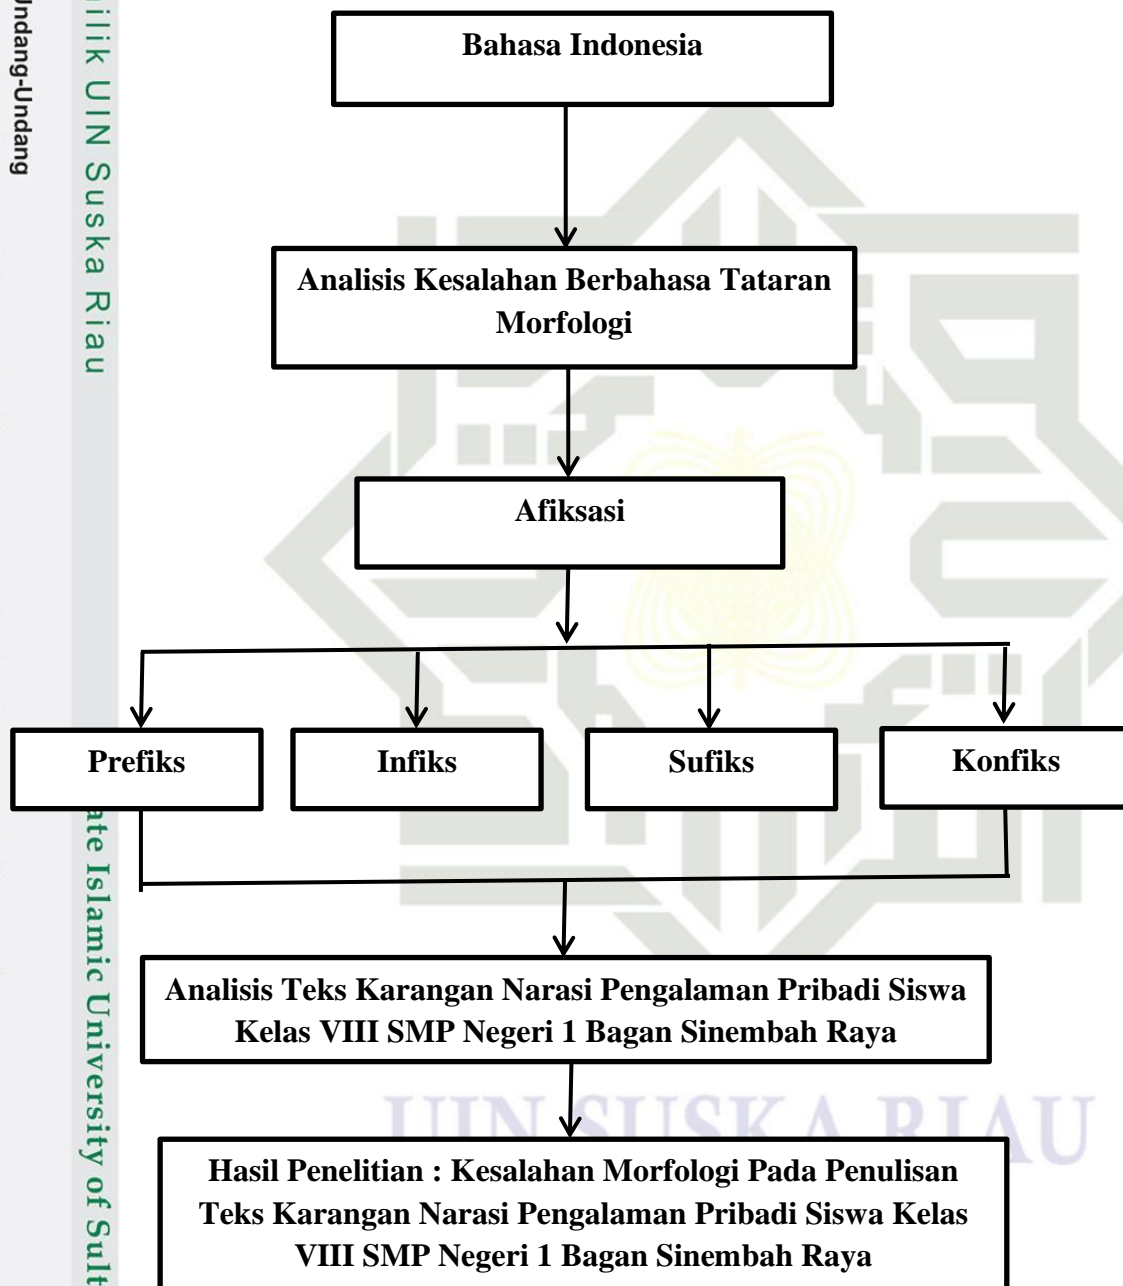 Bahasa Indonesia
Analisis Kesalahan Berbahasa Tataran
Morfologi
Afiksasi
Prefiks
Infiks
Sufiks
Konfiks
Analisis Teks Karangan Narasi Pengalaman Pribadi Siswa
Kelas VIII SMP Negeri 1 Bagan Sinembah Raya
Hasil Penelitian : Kesalahan Morfologi Pada Penulisan
Teks Karangan Narasi Pengalaman Pribadi Siswa Kelas
VIII SMP Negeri 1 Bagan Sinembah Raya
UIN SUSKA RIAU
Undang-Undang
milik UIN Suska Riau
ate Islamic University of Sult